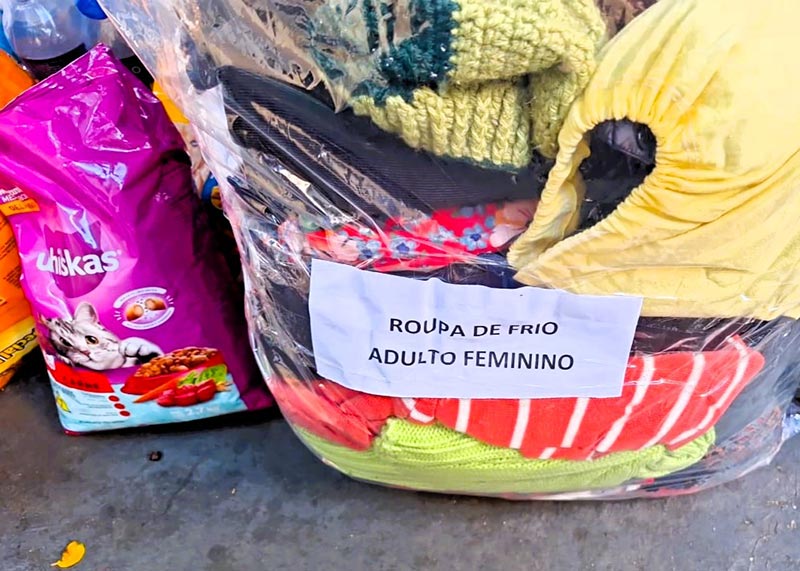 whiskas
ROUPA DE FRIO
ADULTO FEMININO